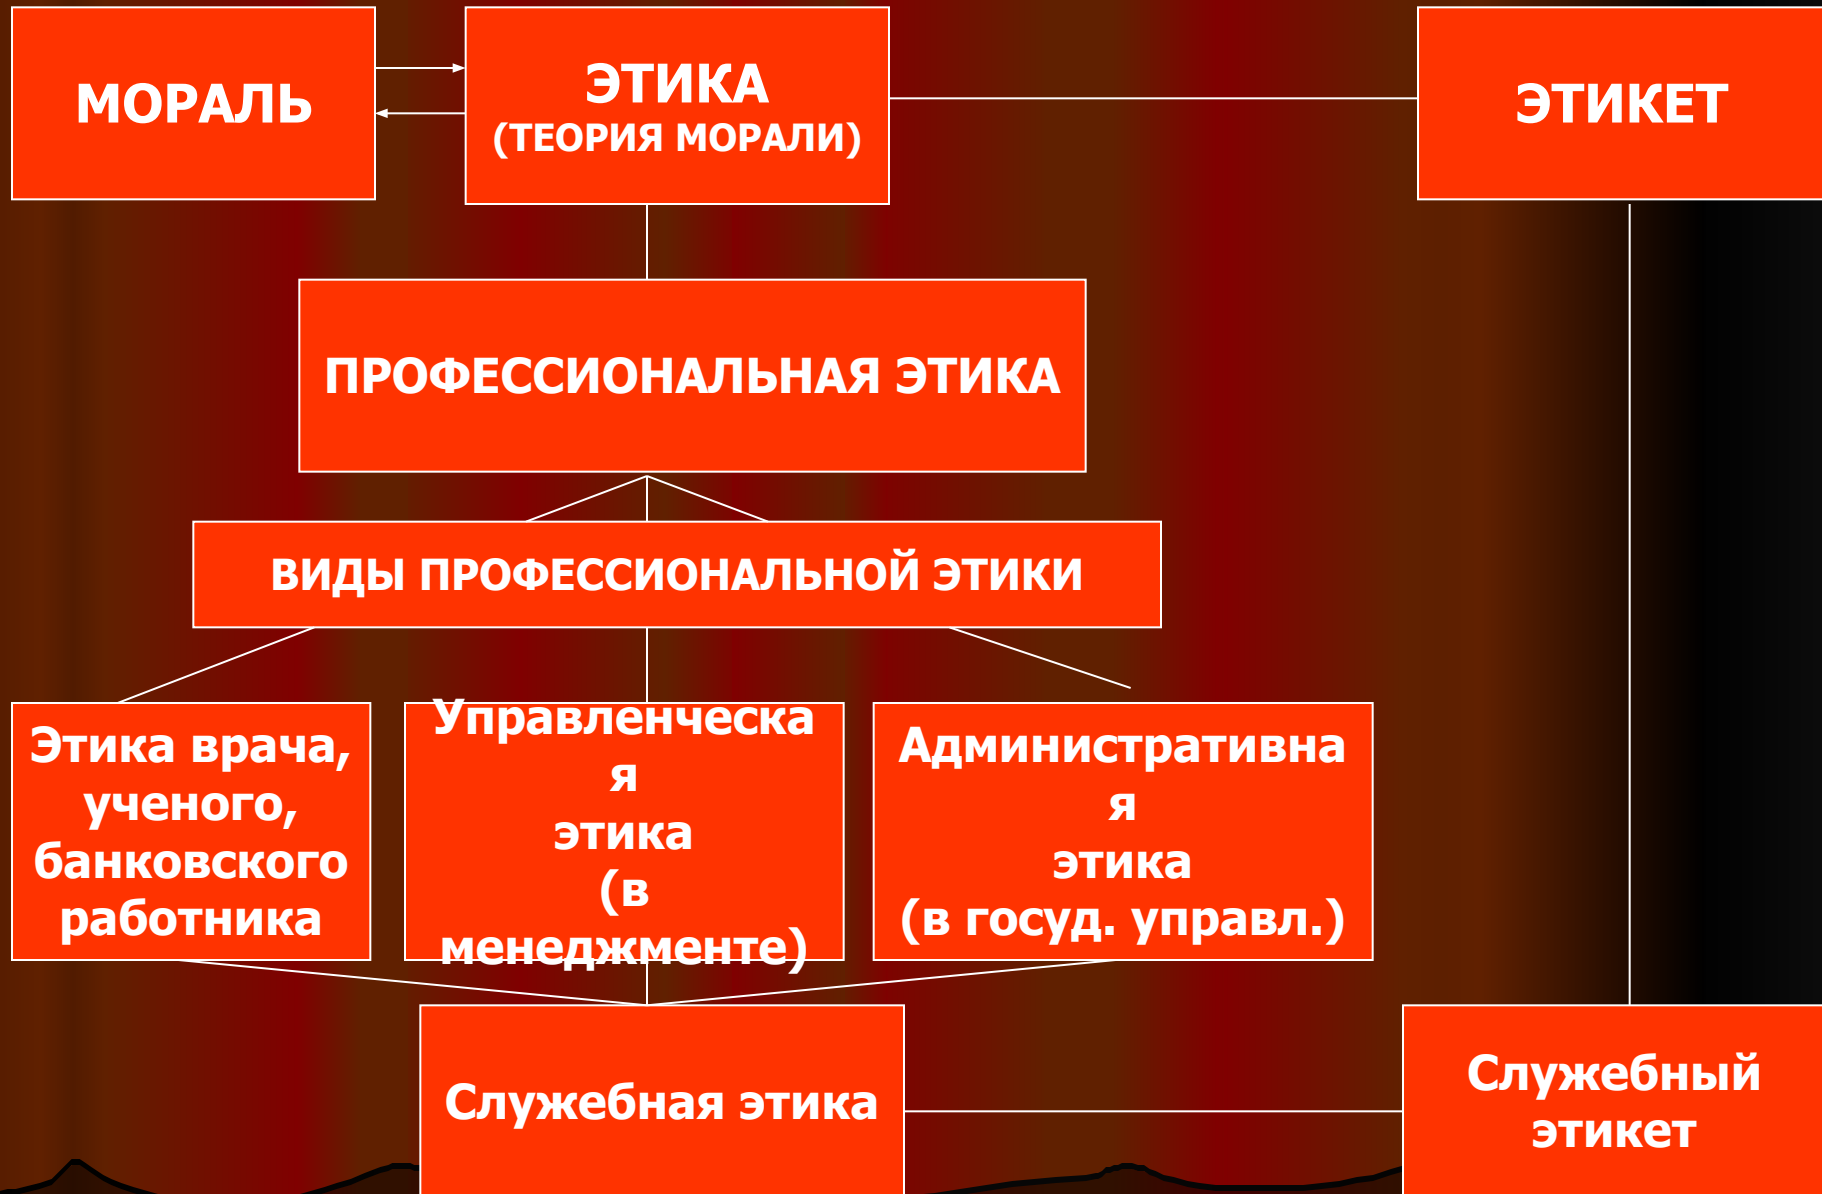 МОРАЛЬ
ЭТИКА
(ТЕОРИЯ МОРАЛИ)
ЭТИКЕТ
ПРОФЕССИОНАЛЬНАЯ ЭТИКА
ВИДЫ ПРОФЕССИОНАЛЬНОЙ ЭТИКИ
Этика врача,
ученого,
банковского
работника
Управленческа
я
этика
(в
менеджменте)
Административна
я
этика
(в госуд. управл.)
Служебная этика
Служебный
этикет